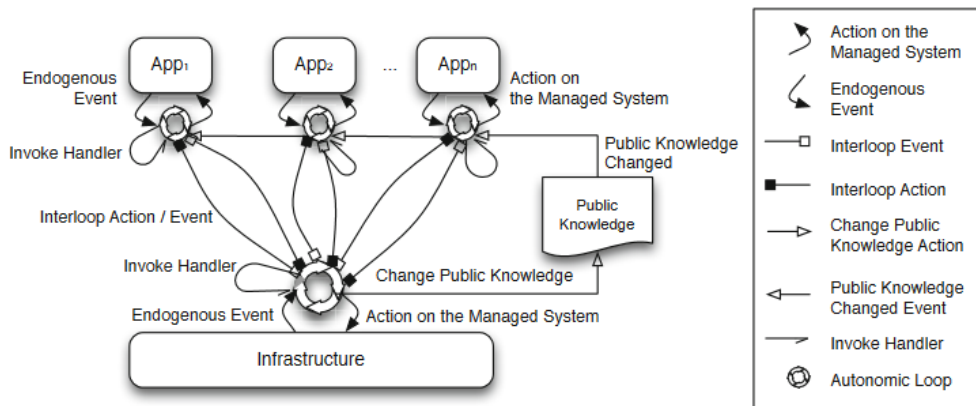 App1
App2
...
Appn
Endogenous
Event
Action on
the Managed System
Invoke Handler
Public Knowledge
Changed
Public
Knowledge
Interloop Action / Event
Invoke Handler
Change Public Knowledge
Endogenous Event
Action on the Managed System
Infrastructure
Action on the
Managed System
Endogenous
Event
Interloop Event
Interloop Action
Change Public
Knowledge Action
Public Knowledge
Changed Event
Invoke Handler
Autonomic Loop